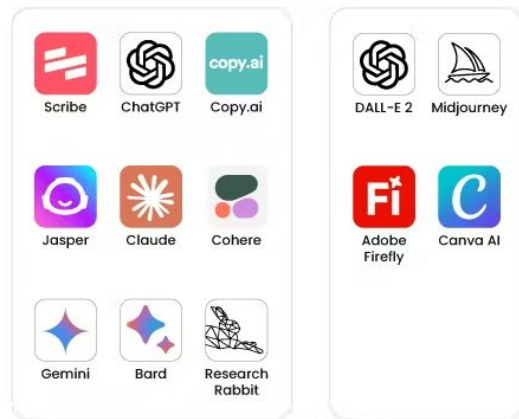 copy.ai
Scribe
ChatGPT
Copy.ai
Jasper
Claude
Cohere
Gemini
Bard
Research
Rabbit
DALL-E 2
Midjourney
Fi
C
Adobe
Firefly
Canva AI